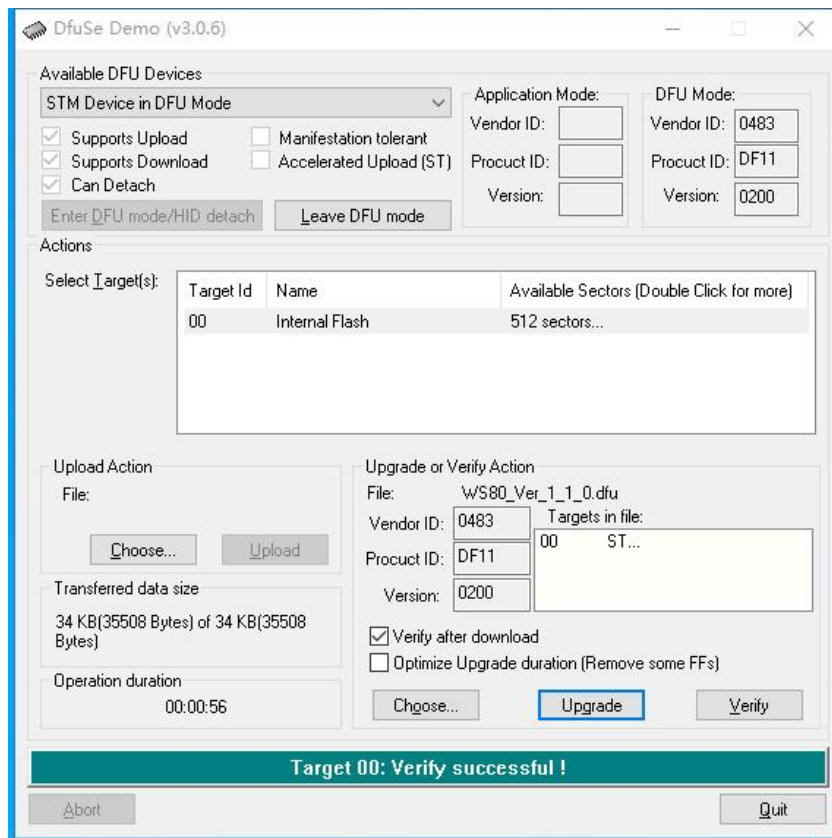 DfuSe Demo (v3.0.6)
Available DFU Devices
STM Device in DFU Mode
Supports Upload
Manifestation tolerant
Supports Download
Accelerated Upload (ST)
Can Detach
Enter DFU mode/HID detach
Leave DFU mode
Application Mode:
Vendor ID:
Procuct ID:
Version:
DFU Mode:
Vendor ID: 0483
Procuct ID: DF11
Version: 0200
Actions
Select Target(s):
Target Id Name Available Sectors (Double Click for more)
00 Internal Flash 512 sectors...
Upload Action
File:
Choose... Upload
Transferred data size
34 KB(35508 Bytes) of 34 KB(35508
Bytes)
Operation duration
00:00:56
Upgrade or Verify Action
File: WS80_Ver_1_1_0.dfu
Vendor ID: 0483
Procuct ID: DF11
Version: 0200
Targets in file:
00 ST...
Verify after download
Optimize Upgrade duration (Remove some FFs)
Choose... Upgrade Verify
Target 00: Verify successful !
Abort Quit